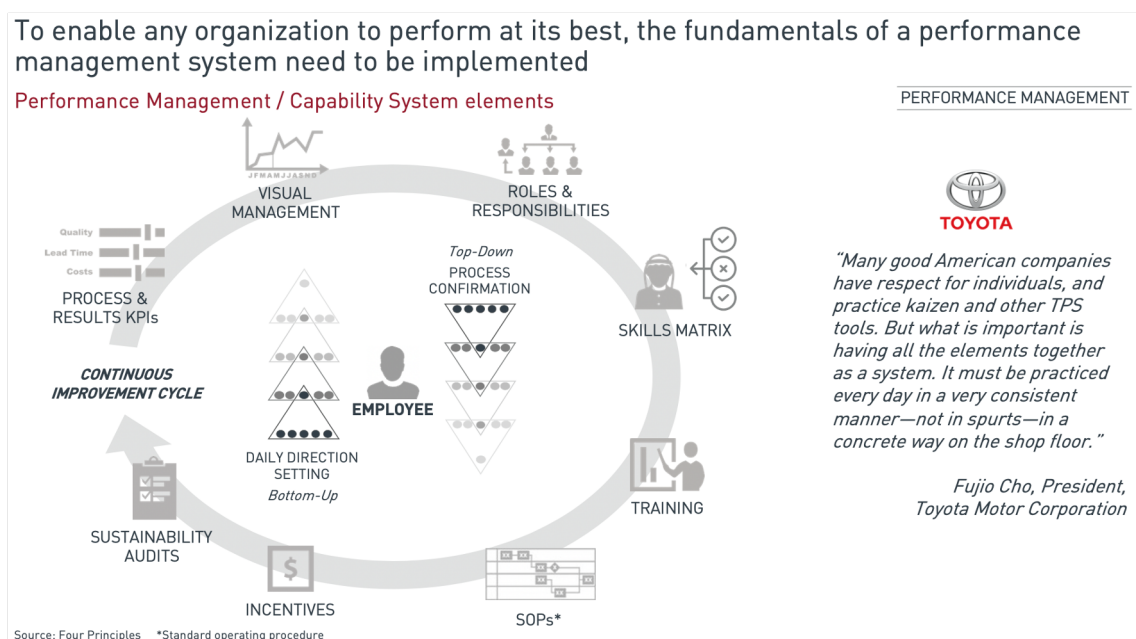 To enable any organization to perform at its best, the fundamentals of a performance
management system need to be implemented
Performance Management / Capability System elements
PERFORMANCE MANAGEMENT
JFMAMJJASND
VISUAL
MANAGEMENT
ROLES &
RESPONSIBILITIES
Quality
Lead Time
Costs
PROCESS &
RESULTS KPIs
Top-Down
PROCESS
CONFIRMATION
SKILLS MATRIX
CONTINUOUS
IMPROVEMENT CYCLE
EMPLOYEE
DAILY DIRECTION
SETTING
Bottom-Up
TRAINING
SUSTAINABILITY
AUDITS
$
INCENTIVES
SOPs*
TOYOTA
“Many good American companies
have respect for individuals, and
practice kaizen and other TPS
tools. But what is important is
having all the elements together
as a system. It must be practiced
every day in a very consistent
manner—not in spurts—in a
concrete way on the shop floor.”
Fujio Cho, President,
Toyota Motor Corporation
Source: Four Principles *Standard operating procedure